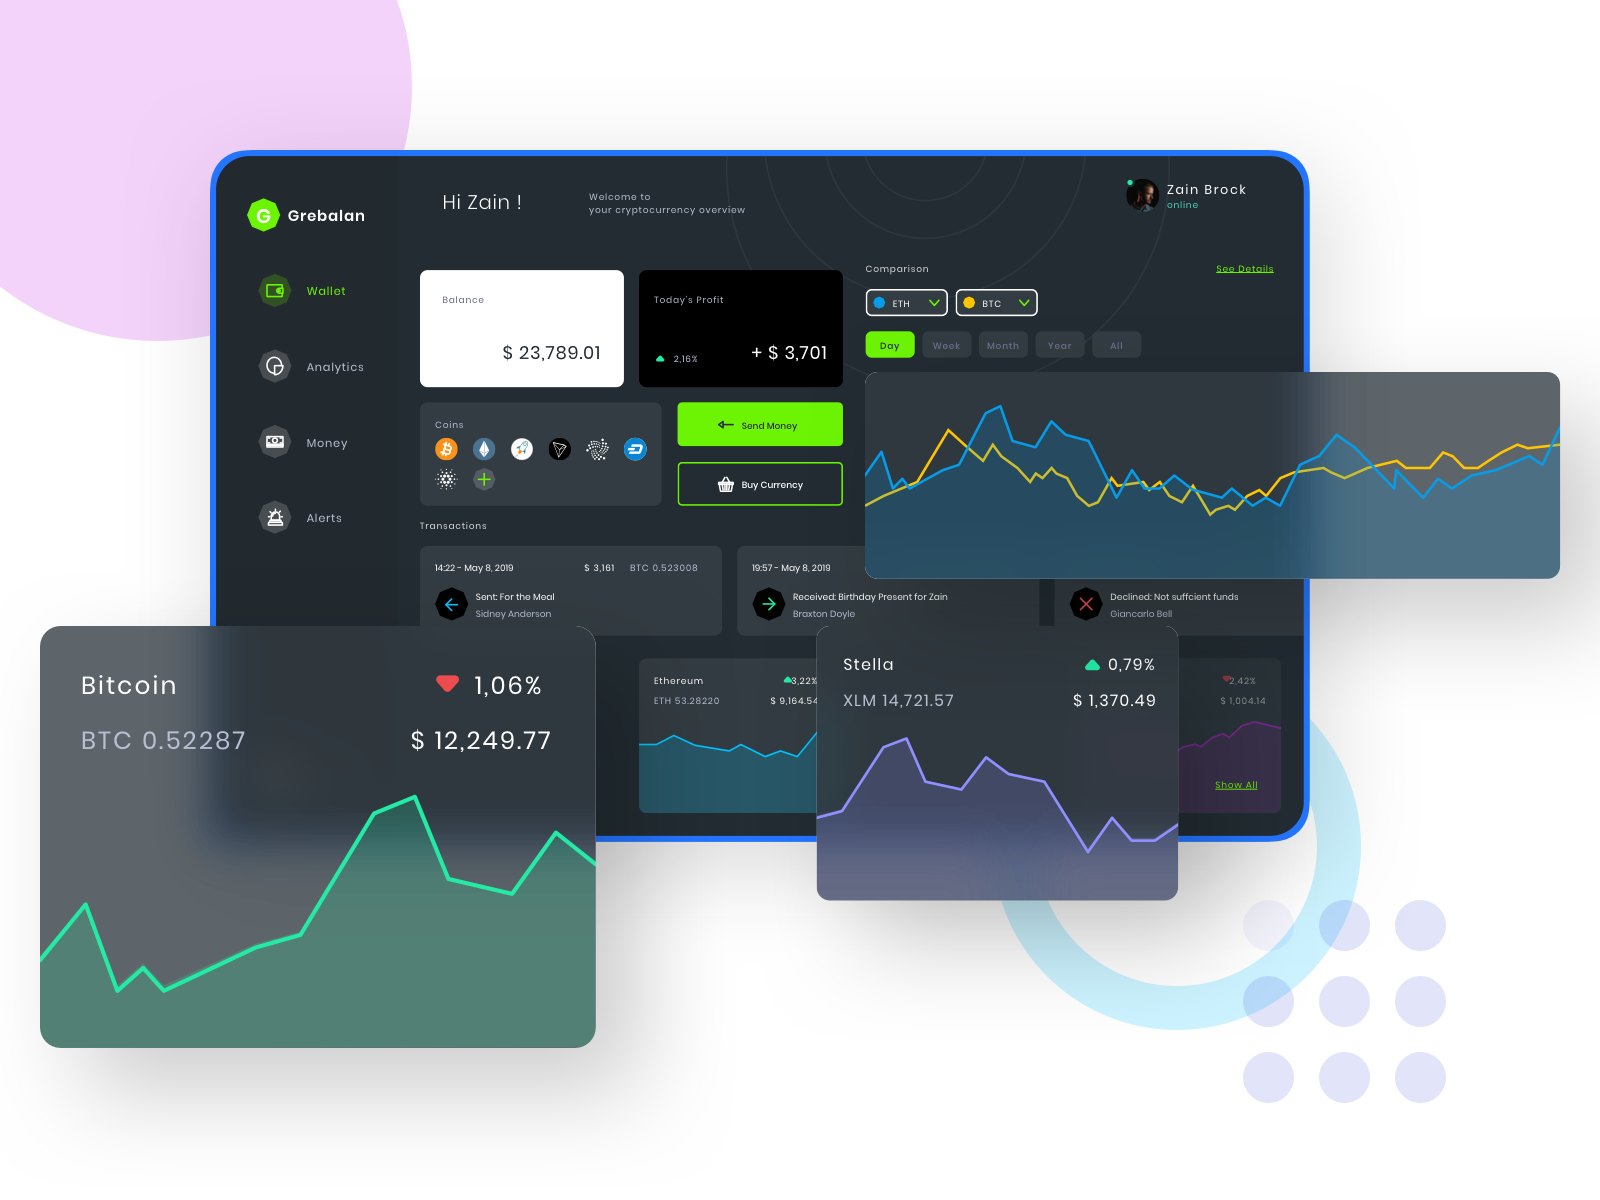 G Grebalan
Hi Zain !
Welcome to
your cryptocurrency overview
Zain Brock
online
Wallet
Analytics
Money
Alerts
Balance
$ 23,789.01
Today's Profit
2,16%
+ $ 3,701
Comparison
See Details
ETH
BTC
Day
Week
Month
Year
All
Coins
Send Money
Buy Currency
Transactions
14:22 - May 8, 2019
$ 3,161
BTC 0.523008
Sent: For the Meal
Sidney Anderson
19:57 - May 8, 2019
Received: Birthday Present for Zain
Braxton Doyle
Declined: Not suffcient funds
Giancarlo Bell
Bitcoin
1,06%
BTC 0.52287
$ 12,249.77
Ethereum
3,22%
ETH 53.28220
$ 9,164.54
Stella
0,79%
XLM 14,721.57
$ 1,370.49
2,42%
$ 1,004.14
Show All